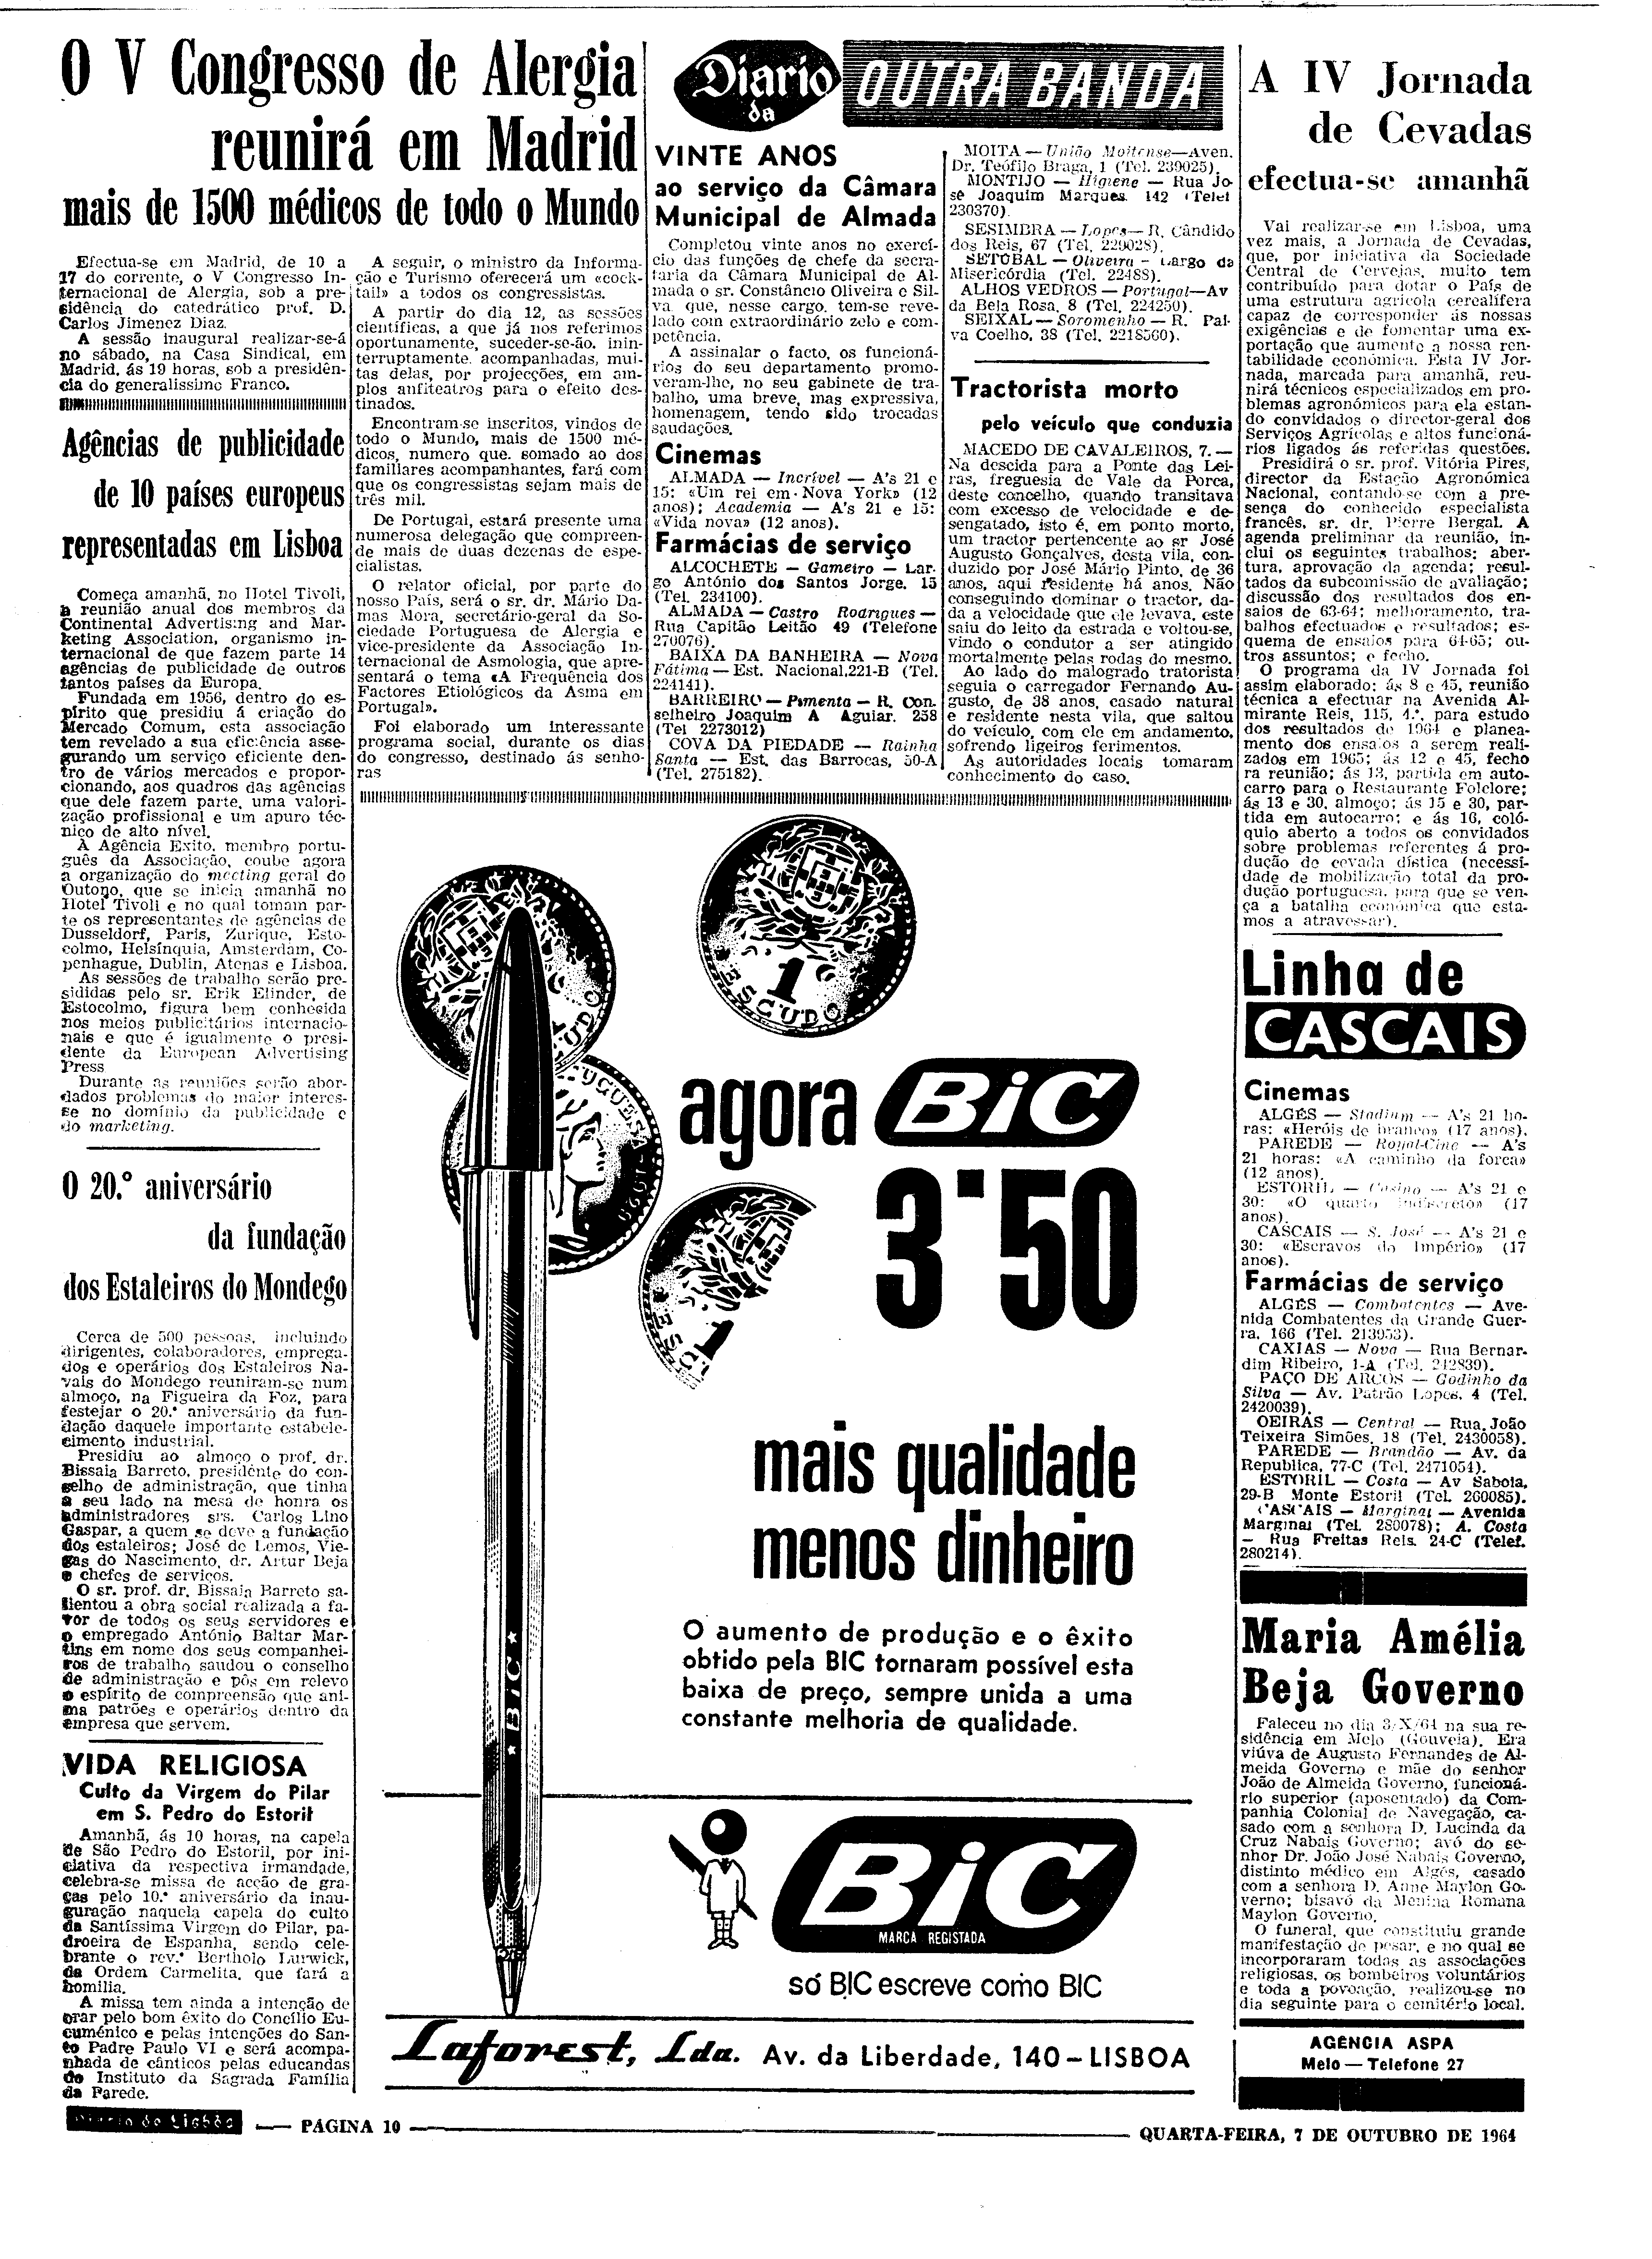 O V Congresso de Alergia
reunirá em Madrid
mais de 1500 médicos de todo o Mundo
Efectua-se em Madrid, de 10 a
17 do corrente, o V Congresso In-
ternacional de Alergia, sob a pre-
sidência do catedrático prof. D.
Carlos Jimenez Diaz.
A sessão inaugural realizar-se-á
no sábado, na Casa Sindical, em
Madrid, ás 19 horas, sob a presidên-
cia do generalissimo Franco.
A seguir, o ministro da Informa-
ção e Turismo oferecerá um «cock-
tail» a todos os congressistas.
A partir do dia 12, as sessões
científicas, a que já nos referimos
oportunamente, suceder-se-ão. inin-
terruptamente. acompanhadas, mui-
tas delas, por projecções, em am-
plos anfiteatros para o efeito des-
tinados.
Encontram-se inscritos, vindos de
todo o Mundo, mais de 1500 mé-
dicos, numero que. somado ao dos
familiares acompanhantes, fará com
que os congressistas sejam mais de
três mil.
De Portugal, estará presente uma
numerosa delegação que compreen-
de mais de duas dezenas de espe-
cialistas.
O relator oficial, por parte do
nosso País, será o sr. dr. Mário Da-
mas Mora, secretário-geral da So-
ciedade Portuguesa de Alergia e
vice-presidente da Associação In-
ternacional de Asmologia, que apre-
sentará o tema «A Frequência dos
Factores Etiológicos da Asma em
Portugal».
Foi elaborado um interessante
programa social, durante os dias
do congresso, destinado ás senho-
ras
Agências de publicidade
de 10 países europeus
representadas em Lisboa
Começa amanhã, no Hotel Tivoli,
a reunião anual dos membros da
Continental Advertising and Mar-
keting Association, organismo in-
ternacional de que fazem parte 14
agências de publicidade de outros
tantos países da Europa.
Fundada em 1956, dentro do es-
pírito que presidiu á criação do
Mercado Comum, esta associação
tem revelado a sua eficiência asse-
gurando um serviço eficiente den-
tro de vários mercados e propor-
cionando, aos quadros das agências
que dele fazem parte, uma valori-
zação profissional e um apuro téc-
nico de alto nível.
A Agência Exito, membro portu-
guês da Associação, coube agora
a organização do meeting geral do
Outono, que se inicia amanhã no
Hotel Tivoli e no qual tomam par-
te os representantes de agências de
Dusseldorf, Paris, Zurique, Esto-
colmo, Helsínquia, Amsterdam, Co-
penhague, Dublin, Atenas e Lisboa.
As sessões de trabalho serão pre-
sididas pelo sr. Erik Elinder, de
Estocolmo, figura bem conhecida
nos meios publicitários internacio-
nais e que é igualmente o presi-
dente da European Advertising
Press
Durante as reuniões serão abor-
dados problemas do maior interes-
se no domínio da publicidade e
do marketing.
O 20.º aniversário
da fundação
dos Estaleiros do Mondego
Cerca de 500 pessoas, incluindo
dirigentes, colaboradores, emprega-
dos e operários dos Estaleiros Na-
vais do Mondego reuniram-se num
almoço, na Figueira da Foz, para
festejar o 20.º aniversário da fun-
dação daquele importante estabele-
cimento industrial.
Presidiu ao almoço o prof. dr.
Bissaia Barreto, presidente do con-
selho de administração, que tinha
a seu lado na mesa de honra os
administradores srs. Carlos Lino
Gaspar, a quem se deve a fundação
dos estaleiros; José de Lemos, Vie-
gas do Nascimento, dr. Artur Beja
e chefes de serviços.
O sr. prof. dr. Bissaia Barreto sa-
lientou a obra social realizada a fa-
vor de todos os seus servidores e
o empregado António Baltar Mar-
tins em nome dos seus companhei-
ros de trabalho saudou o conselho
de administração e pôs em relevo
o espírito de compreensão que ani-
ma patrões e operários dentro da
empresa que servem.
VIDA RELIGIOSA
Culto da Virgem do Pilar
em S. Pedro do Estoril
Amanhã, ás 10 horas, na capela
de São Pedro do Estoril, por ini-
ciativa da respectiva irmandade,
celebra-se missa de acção de gra-
ças pelo 10.º aniversário da inau-
guração naquela capela do culto
da Santíssima Virgem do Pilar, pa-
droeira de Espanha, sendo cele-
brante o rev.º Bertholo Lurwick,
da Ordem Carmelita, que fará a
homilia.
A missa tem ainda a intenção de
orar pelo bom êxito do Concílio Eu-
cuménico e pelas intenções do San-
to Padre Paulo VI e será acompa-
nhada de cânticos pelas educandas
do Instituto da Sagrada Família
da Parede.
Diario da OUTRA BANDA
VINTE ANOS
ao serviço da Câmara
Municipal de Almada
Completou vinte anos no exercí-
cio das funções de chefe da secre-
taria da Câmara Municipal de Al-
mada o sr. Constâncio Oliveira e Sil-
va que, nesse cargo, tem-se reve-
lado com extraordinário zelo e com-
petência.
A assinalar o facto, os funcioná-
rios do seu departamento promo-
veram-lhe, no seu gabinete de tra-
balho, uma breve, mas expressiva,
homenagem, tendo sido trocadas
saudações.
Cinemas
ALMADA — Incrível — A's 21 e
15: «Um rei em Nova York» (12
anos); Academia — A's 21 e 15:
«Vida nova» (12 anos).
Farmácias de serviço
ALCOCHETE — Gameiro — Lar-
go António dos Santos Jorge. 15
(Tel. 234100).
ALMADA — Castro Rodrigues —
Rua Capitão Leitão 49 (Telefone
270076).
BAIXA DA BANHEIRA — Nova
Fátima — Est. Nacional, 221-B (Tel.
224141).
BARREIRO — Pimenta — R. Con-
selheiro Joaquim A Aguiar. 258
(Tel 2273012)
COVA DA PIEDADE — Rainha
Santa — Est. das Barrocas, 50-A
(Tel. 275182).
MOITA — União Moitense — Aven.
Dr. Teófilo Braga, 1 (Tel. 239025).
MONTIJO — Higiene — Rua Jo-
sé Joaquim Marques. 142 (Telef
230370).
SESIMBRA — Lopes — R. Cândido
dos Reis, 67 (Tel. 229028).
SETÚBAL — Oliveira — Largo da
Misericórdia (Tel. 22488).
ALHOS VEDROS — Portugal — Av
da Bela Rosa, 8 (Tel. 224250).
SEIXAL — Soromenho — R. Pai-
va Coelho, 38 (Tel. 2218560).
Tractorista morto
pelo veículo que conduzia
MACEDO DE CAVALEIROS, 7. —
Na descida para a Ponte das Lei-
ras, freguesia de Vale da Porca,
deste concelho, quando transitava
com excesso de velocidade e de-
sengatado, isto é, em ponto morto,
um tractor pertencente ao sr José
Augusto Gonçalves, desta vila, con-
duzido por José Mário Pinto, de 36
anos, aqui residente há anos. Não
conseguindo dominar o tractor, da-
da a velocidade que ele levava, este
saiu do leito da estrada e voltou-se,
vindo o condutor a ser atingido
mortalmente pelas rodas do mesmo.
Ao lado do malogrado tratorista
seguia o carregador Fernando Au-
gusto, de 38 anos, casado natural
e residente nesta vila, que saltou
do veículo, com ele em andamento,
sofrendo ligeiros ferimentos.
As autoridades locais tomaram
conhecimento do caso.
1 ESCUDO
agora BiC
3$50
mais qualidade
menos dinheiro
O aumento de produção e o êxito
obtido pela BIC tornaram possível esta
baixa de preço, sempre unida a uma
constante melhoria de qualidade.
BIC
BiC
MARCA REGISTADA
só BIC escreve como BIC
Laforest, Lda. Av. da Liberdade, 140 – LISBOA
A IV Jornada
de Cevadas
efectua-se amanhã
Vai realizar-se em Lisboa, uma
vez mais, a Jornada de Cevadas,
que, por iniciativa da Sociedade
Central de Cervejas, muito tem
contribuído para dotar o País de
uma estrutura agrícola cerealífera
capaz de corresponder ás nossas
exigências e de fomentar uma ex-
portação que aumente a nossa ren-
tabilidade económica. Esta IV Jor-
nada, marcada para amanhã, reu-
nirá técnicos especializados em pro-
blemas agronómicos para ela estan-
do convidados o director-geral dos
Serviços Agrícolas e altos funcioná-
rios ligados ás referidas questões.
Presidirá o sr. prof. Vitória Pires,
director da Estação Agronómica
Nacional, contando-se com a pre-
sença do conhecido especialista
francês, sr. dr. Pierre Bergal. A
agenda preliminar da reunião, in-
clui os seguintes trabalhos: aber-
tura, aprovação da agenda; resul-
tados da subcomissão de avaliação;
discussão dos resultados dos en-
saios de 63-64; melhoramento, tra-
balhos efectuados e resultados; es-
quema de ensaios para 64-65; ou-
tros assuntos; e fecho.
O programa da IV Jornada foi
assim elaborado: ás 8 e 45, reunião
técnica a efectuar na Avenida Al-
mirante Reis, 115, 4.º, para estudo
dos resultados de 1964 e planea-
mento dos ensaios a serem reali-
zados em 1965; ás 12 e 45, fecho
ra reunião; ás 13, partida em auto-
carro para o Restaurante Folclore;
ás 13 e 30, almoço; ás 15 e 30, par-
tida em autocarro; e ás 16, coló-
quio aberto a todos os convidados
sobre problemas referentes á pro-
dução de cevada dística (necessi-
dade de mobilização total da pro-
dução portuguesa, para que se ven-
ça a batalha económica que esta-
mos a atravessar).
Linha de
CASCAIS
Cinemas
ALGÉS — Stadium — A's 21 ho-
ras: «Heróis de branco» (17 anos).
PAREDE — Royal-Cine — A's
21 horas: «A caminho da forca»
(12 anos).
ESTORIL — Casino — A's 21 e
30: «O quarto indiscreto» (17
anos).
CASCAIS — S. José — A's 21 e
30: «Escravos do Império» (17
anos).
Farmácias de serviço
ALGÉS — Combatentes — Ave-
nida Combatentes da Grande Guer-
ra, 166 (Tel. 213953).
CAXIAS — Nova — Rua Bernar-
dim Ribeiro, 1-A (Tel. 242839).
PAÇO DE ARCOS — Godinho da
Silva — Av. Patrão Lopes, 4 (Tel.
2420039).
OEIRAS — Central — Rua João
Teixeira Simões, 18 (Tel. 2430058).
PAREDE — Brandão — Av. da
Republica, 77-C (Tel. 2471054).
ESTORIL — Costa — Av Saboia,
29-B Monte Estoril (Tel. 260085).
CASCAIS — Marginal — Avenida
Marginal (Tel. 280078); A. Costa
— Rua Freitas Reis. 24-C (Telef.
280214).
Maria Amélia
Beja Governo
Faleceu no dia 3/X/64 na sua re-
sidência em Melo (Gouveia). Era
viúva de Augusto Fernandes de Al-
meida Governo e mãe do senhor
João de Almeida Governo, funcioná-
rio superior (aposentado) da Com-
panhia Colonial de Navegação, ca-
sado com a senhora D. Lucinda da
Cruz Nabais Governo; avó do se-
nhor Dr. João José Nabais Governo,
distinto médico em Algés, casado
com a senhora D. Anne Maylon Go-
verno; bisavó da Menina Romana
Maylon Governo.
O funeral, que constituiu grande
manifestação de pesar, e no qual se
incorporaram todas as associações
religiosas, os bombeiros voluntários
e toda a povoação, realizou-se no
dia seguinte para o cemitério local.
AGÊNCIA ASPA
Melo — Telefone 27
Diario de Lisboa — PÁGINA 10 — QUARTA-FEIRA, 7 DE OUTUBRO DE 1964